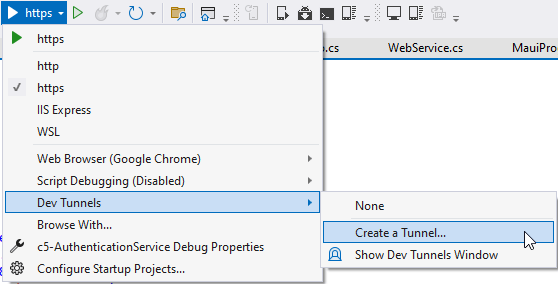 https
https
.cs
WebService.cs
MauiPro
http
https
IIS Express
WSL
Web Browser (Google Chrome)
Script Debugging (Disabled)
Dev Tunnels
None
Browse With...
Create a Tunnel...
c5-AuthenticationService Debug Properties
Show Dev Tunnels Window
Configure Startup Projects...